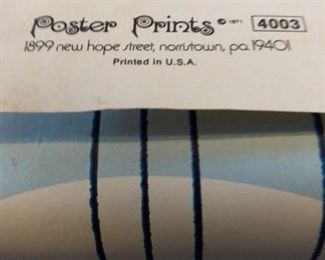 Poster Prints © 1971 4003
1899 new hope street, norristown, pa. 19401
Printed in U.S.A.